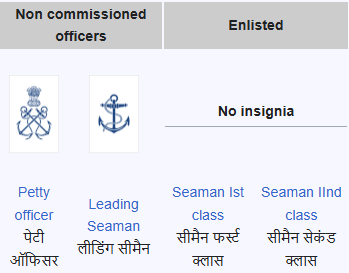 Non commissioned
officers
Enlisted
No insignia
Petty
officer
पेटी
ऑफिसर
Leading
Seaman
लीडिंग सीमैन
Seaman Ist
class
सीमैन फर्स्ट
क्लास
Seaman IInd
class
सीमैन सेकंड
क्लास